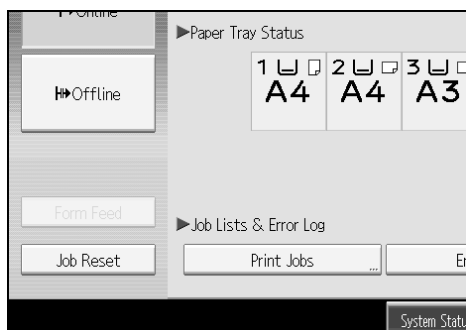 Online
▶Paper Tray Status
1 2 3
A4 A4 A3
Offline
Form Feed
▶Job Lists & Error Log
Job Reset
Print Jobs ...
System Statu